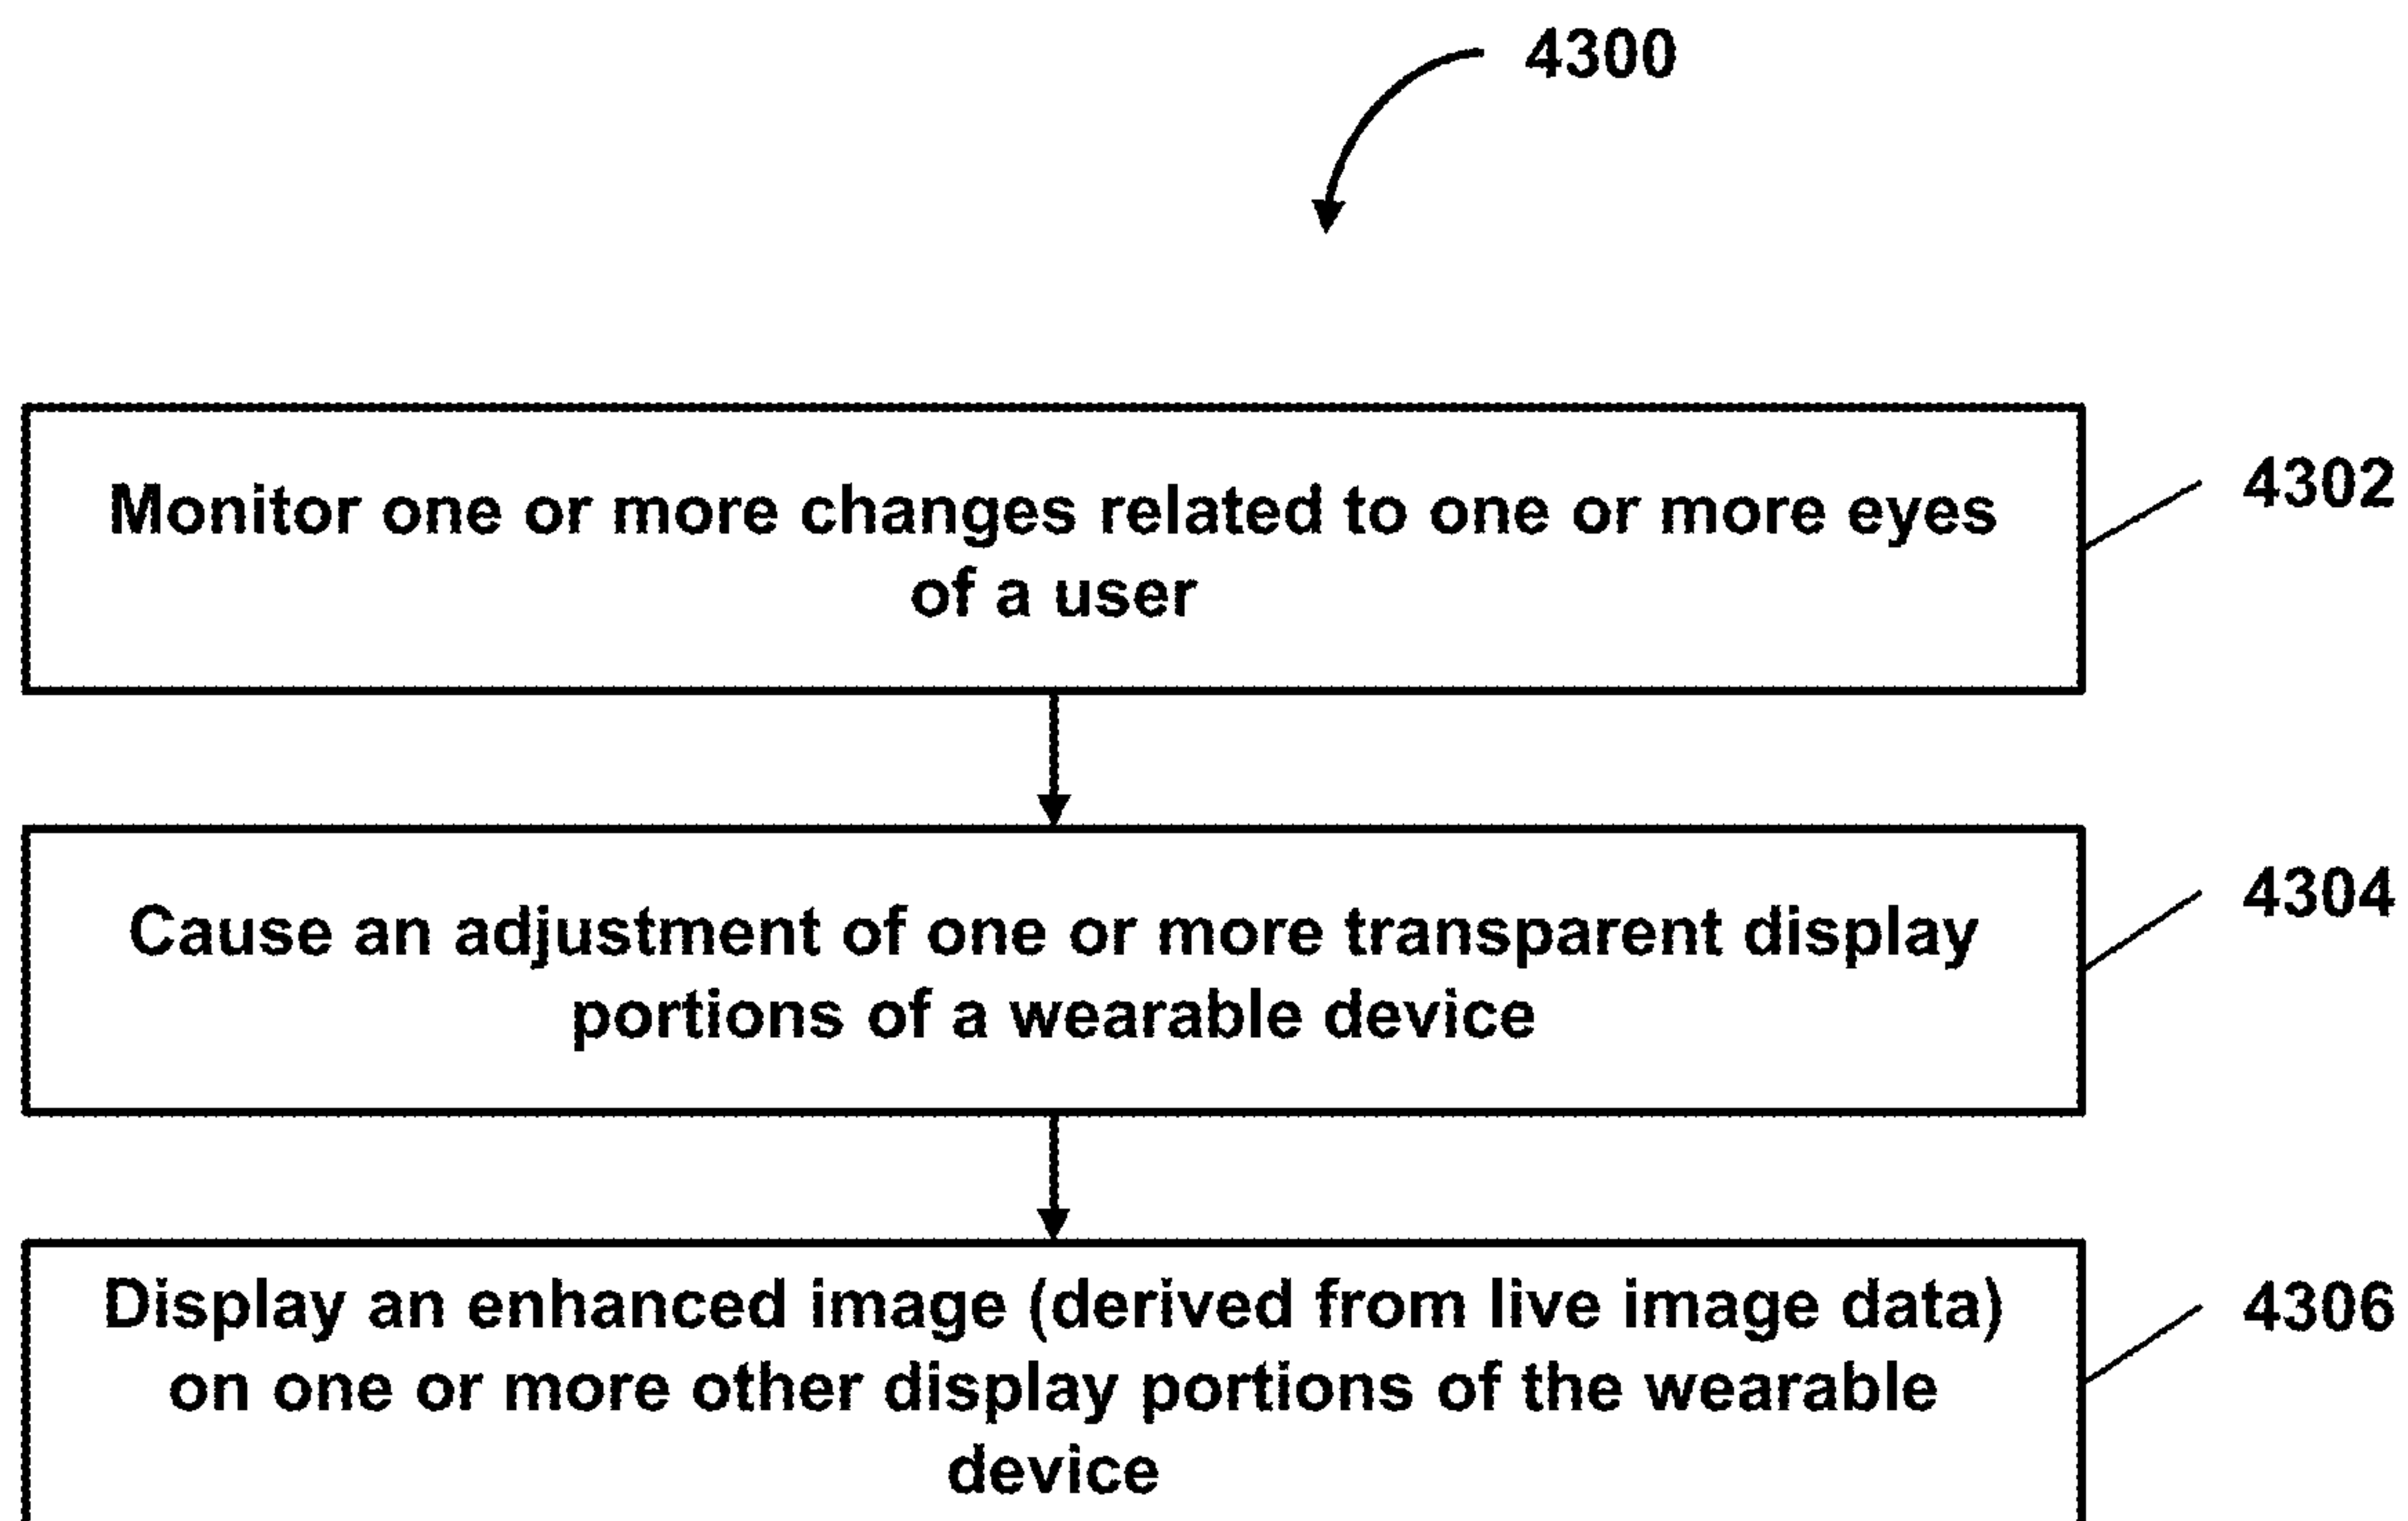 4300
Monitor one or more changes related to one or more eyes
of a user
4302
Cause an adjustment of one or more transparent display
portions of a wearable device
4304
Display an enhanced image (derived from live image data)
on one or more other display portions of the wearable
device
4306